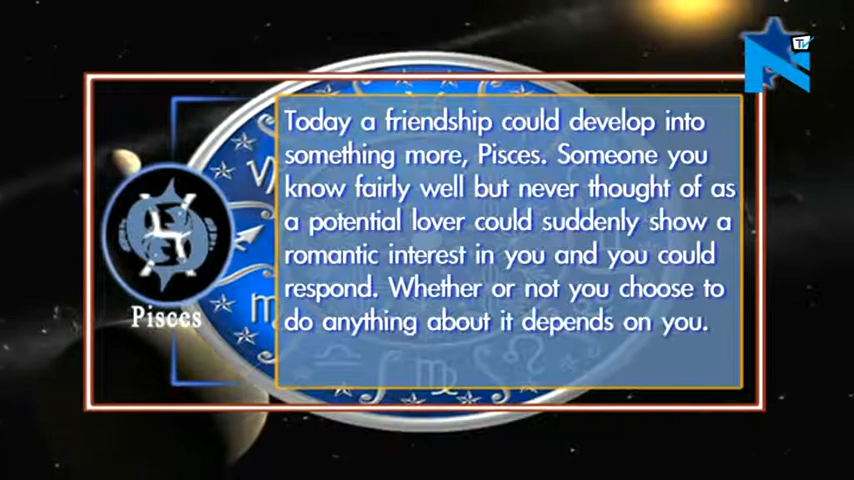 TV
Today a friendship could develop into
something more, Pisces. Someone you
know fairly well but never thought of as
a potential lover could suddenly show a
romantic interest in you and you could
respond. Whether or not you choose to
do anything about it depends on you.
Pisces